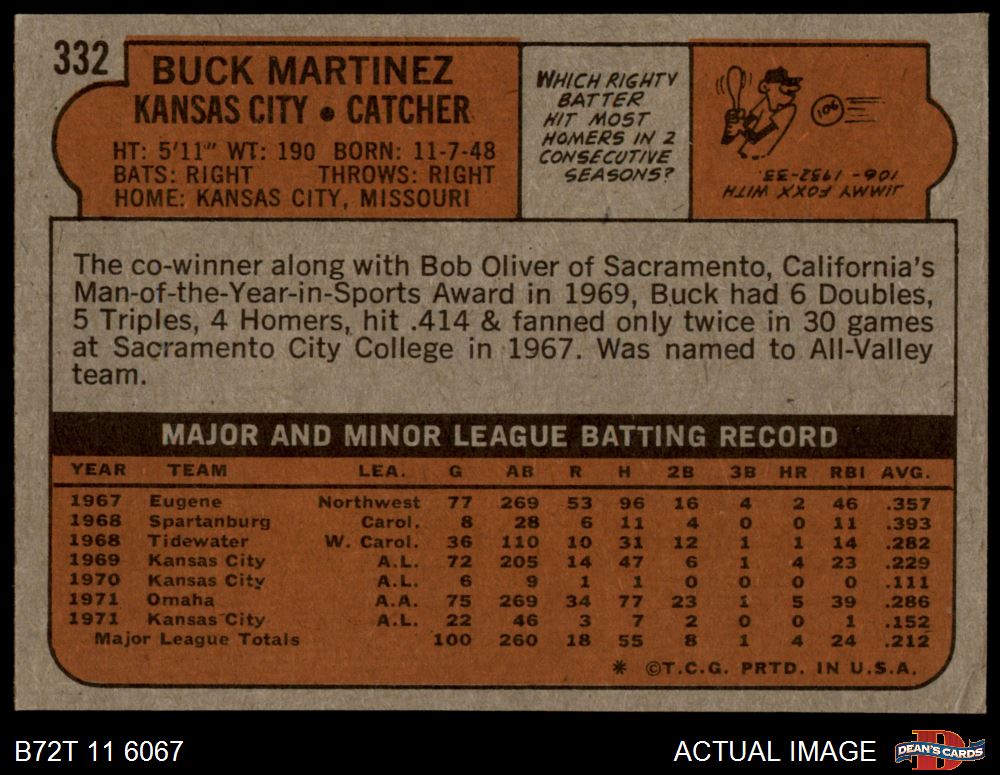 332
BUCK MARTINEZ
KANSAS CITY • CATCHER
HT: 5'11" WT: 190 BORN: 11-7-48
BATS: RIGHT THROWS: RIGHT
HOME: KANSAS CITY, MISSOURI
WHICH RIGHTY
BATTER
HIT MOST
HOMERS IN 2
CONSECUTIVE
SEASONS?
106
JIMMY FOXX WITH
106 - 1932-33.
The co-winner along with Bob Oliver of Sacramento, California's
Man-of-the-Year-in-Sports Award in 1969, Buck had 6 Doubles,
5 Triples, 4 Homers, hit .414 & fanned only twice in 30 games
at Sacramento City College in 1967. Was named to All-Valley
team.
MAJOR AND MINOR LEAGUE BATTING RECORD
YEAR TEAM LEA. G AB R H 2B 3B HR RBI AVG.
1967 Eugene Northwest 77 269 53 96 16 4 2 46 .357
1968 Spartanburg Carol. 8 28 6 11 4 0 0 11 .393
1968 Tidewater W. Carol. 36 110 10 31 12 1 1 14 .282
1969 Kansas City A.L. 72 205 14 47 6 1 4 23 .229
1970 Kansas City A.L. 6 9 1 1 0 0 0 0 .111
1971 Omaha A.A. 75 269 34 77 23 1 5 39 .286
1971 Kansas City A.L. 22 46 3 7 2 0 0 1 .152
Major League Totals 100 260 18 55 8 1 4 24 .212
* ©T.C.G. PRTD. IN U.S.A.
B72T 11 6067
ACTUAL IMAGE
DEAN'S CARDS